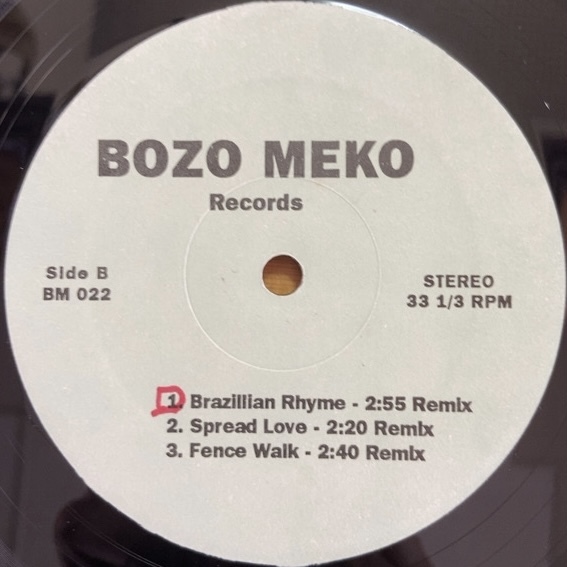 BOZO MEKO
Records
Side B
BM 022
STEREO
33 1/3 RPM
1. Brazillian Rhyme - 2:55 Remix
2. Spread Love - 2:20 Remix
3. Fence Walk - 2:40 Remix